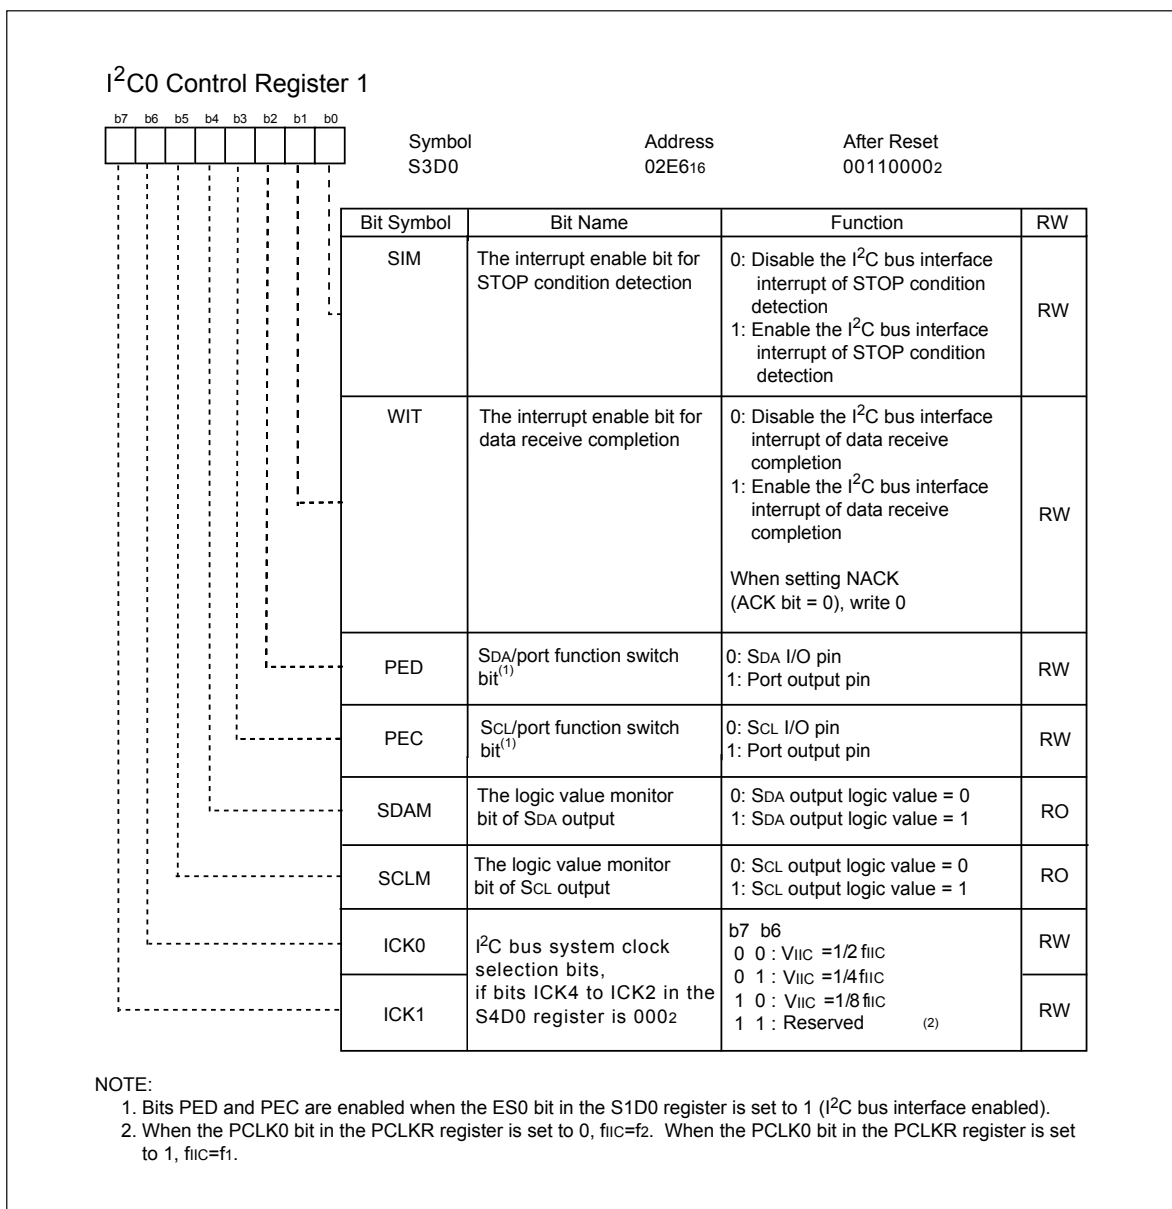 I2C0 Control Register 1
b7 b6 b5 b4 b3 b2 b1 b0
Symbol Address After Reset
S3D0 02E616 001100002
Bit Symbol Bit Name Function RW
SIM
The interrupt enable bit for
STOP condition detection
0: Disable the I2C bus interface
interrupt of STOP condition
detection
1: Enable the I2C bus interface
interrupt of STOP condition
detection
RW
WIT
The interrupt enable bit for
data receive completion
0: Disable the I2C bus interface
interrupt of data receive
completion
1: Enable the I2C bus interface
interrupt of data receive
completion
When setting NACK
(ACK bit = 0), write 0
RW
PED
SDA/port function switch
bit(1)
0: SDA I/O pin
1: Port output pin
RW
PEC
SCL/port function switch
bit(1)
0: SCL I/O pin
1: Port output pin
RW
SDAM
The logic value monitor
bit of SDA output
0: SDA output logic value = 0
1: SDA output logic value = 1
RO
SCLM
The logic value monitor
bit of SCL output
0: SCL output logic value = 0
1: SCL output logic value = 1
RO
ICK0
ICK1
I2C bus system clock
selection bits,
if bits ICK4 to ICK2 in the
S4D0 register is 0002
b7 b6
0 0 : VIIC =1/2 fIIC
0 1 : VIIC =1/4fIIC
1 0 : VIIC =1/8fIIC
1 1 : Reserved (2)
RW
RW
NOTE:
1. Bits PED and PEC are enabled when the ES0 bit in the S1D0 register is set to 1 (I2C bus interface enabled).
2. When the PCLK0 bit in the PCLKR register is set to 0, fIIC=f2. When the PCLK0 bit in the PCLKR register is set
to 1, fIIC=f1.